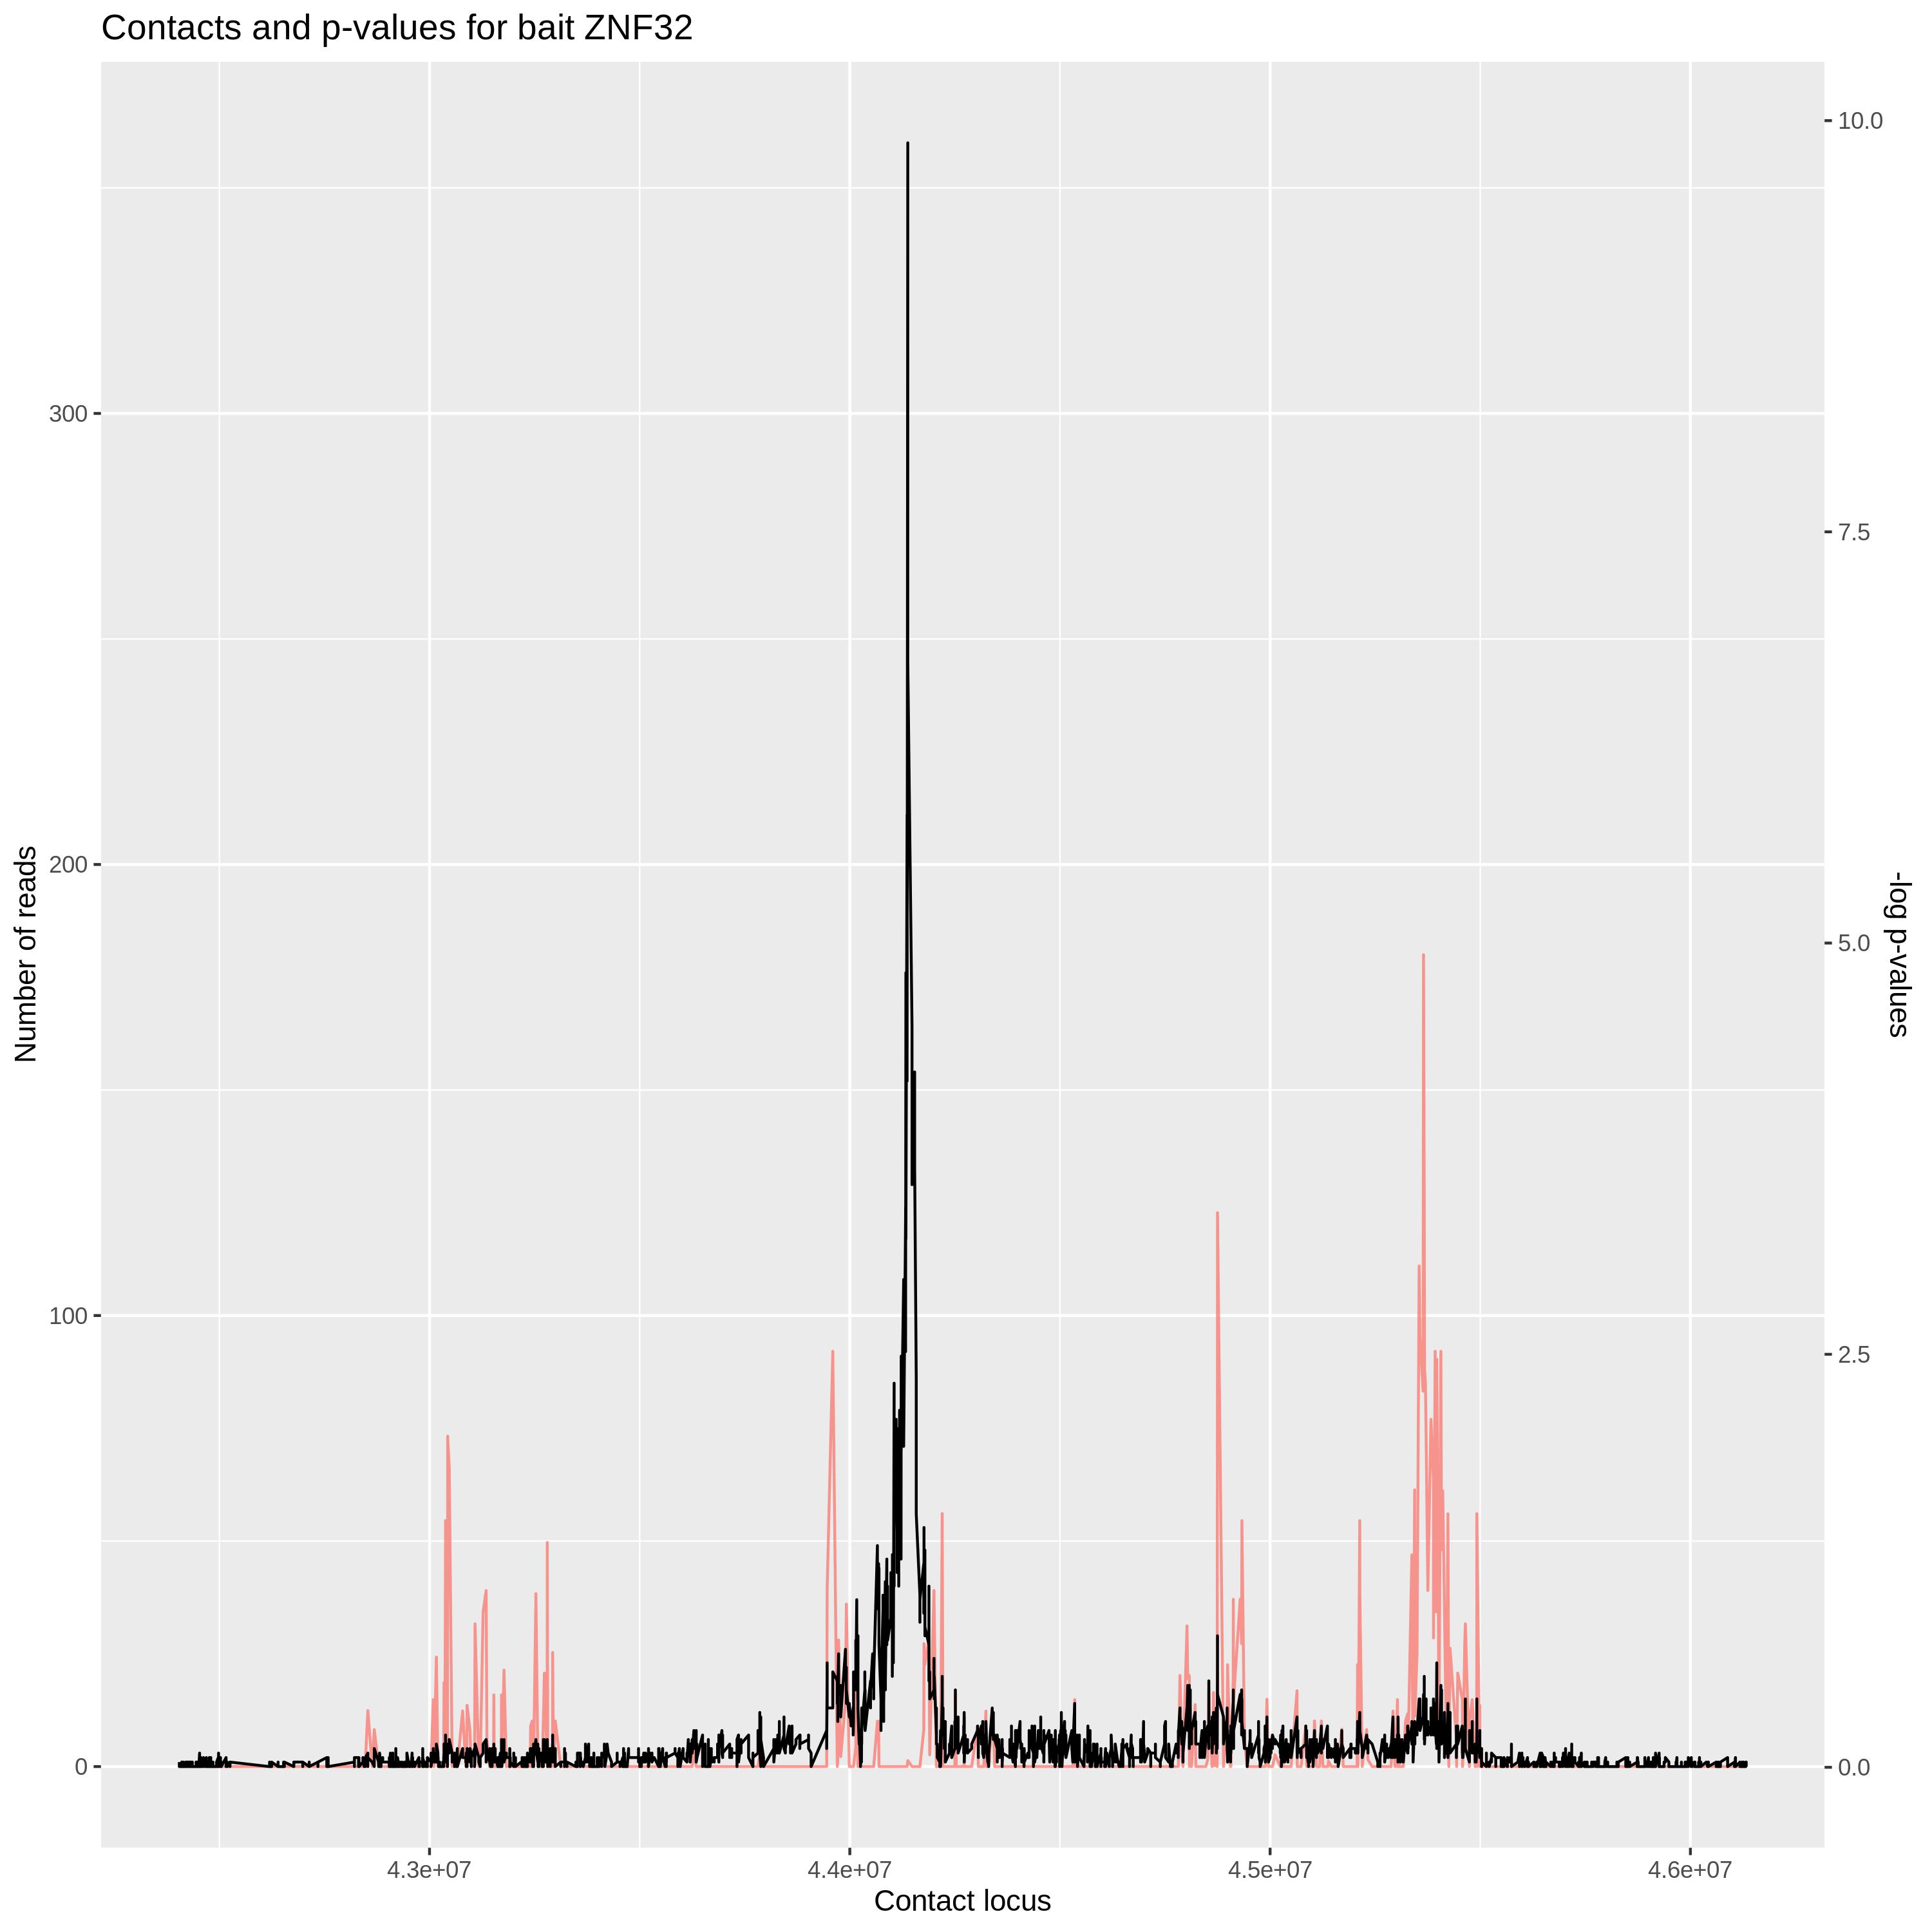 Contacts and p-values for bait ZNF32
10.0
7.5
5.0
2.5
0.0
300
200
100
0
Number of reads
-log p-values
4.3e+07
4.4e+07
4.5e+07
4.6e+07
Contact locus